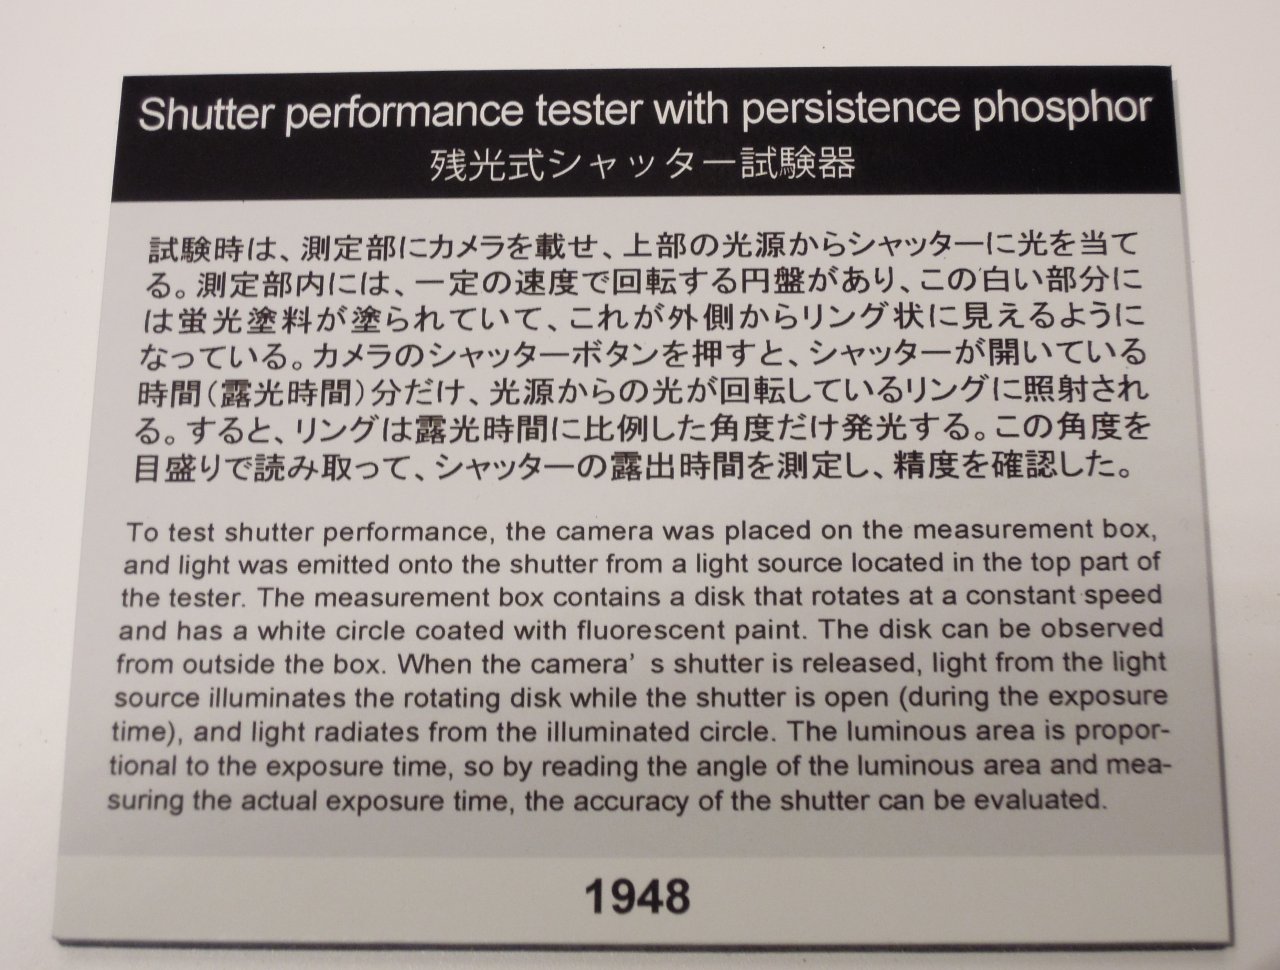 Shutter performance tester with persistence phosphor
残光式シャッター試験器
試験時は、測定部にカメラを載せ、上部の光源からシャッターに光を当て
る。測定部内には、一定の速度で回転する円盤があり、この白い部分に
は蛍光塗料が塗られていて、これが外側からリング状に見えるように
なっている。カメラのシャッターボタンを押すと、シャッターが開いている
時間(露光時間)分だけ、光源からの光が回転しているリングに照射され
る。すると、リングは露光時間に比例した角度だけ発光する。この角度を
目盛りで読み取って、シャッターの露出時間を測定し、精度を確認した。
To test shutter performance, the camera was placed on the measurement box,
and light was emitted onto the shutter from a light source located in the top part of
the tester. The measurement box contains a disk that rotates at a constant speed
and has a white circle coated with fluorescent paint. The disk can be observed
from outside the box. When the camera’ s shutter is released, light from the light
source illuminates the rotating disk while the shutter is open (during the exposure
time), and light radiates from the illuminated circle. The luminous area is propor-
tional to the exposure time, so by reading the angle of the luminous area and mea-
suring the actual exposure time, the accuracy of the shutter can be evaluated.
1948